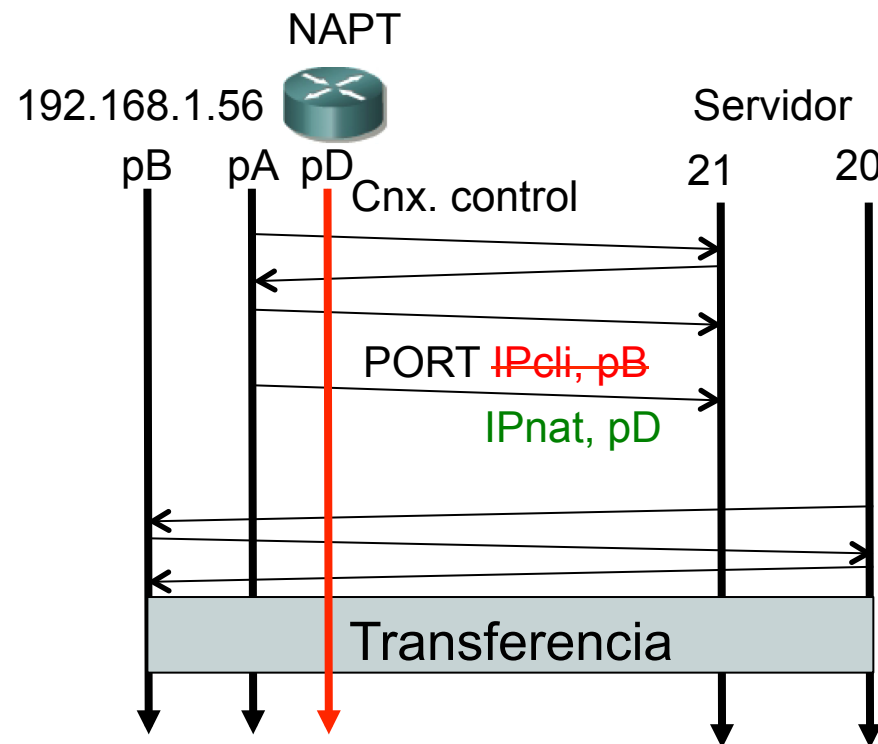 NAPT
192.168.1.56
Servidor
pB pA pD 21 20
Cnx. control
PORT IPcli, pB
IPnat, pD
Transferencia